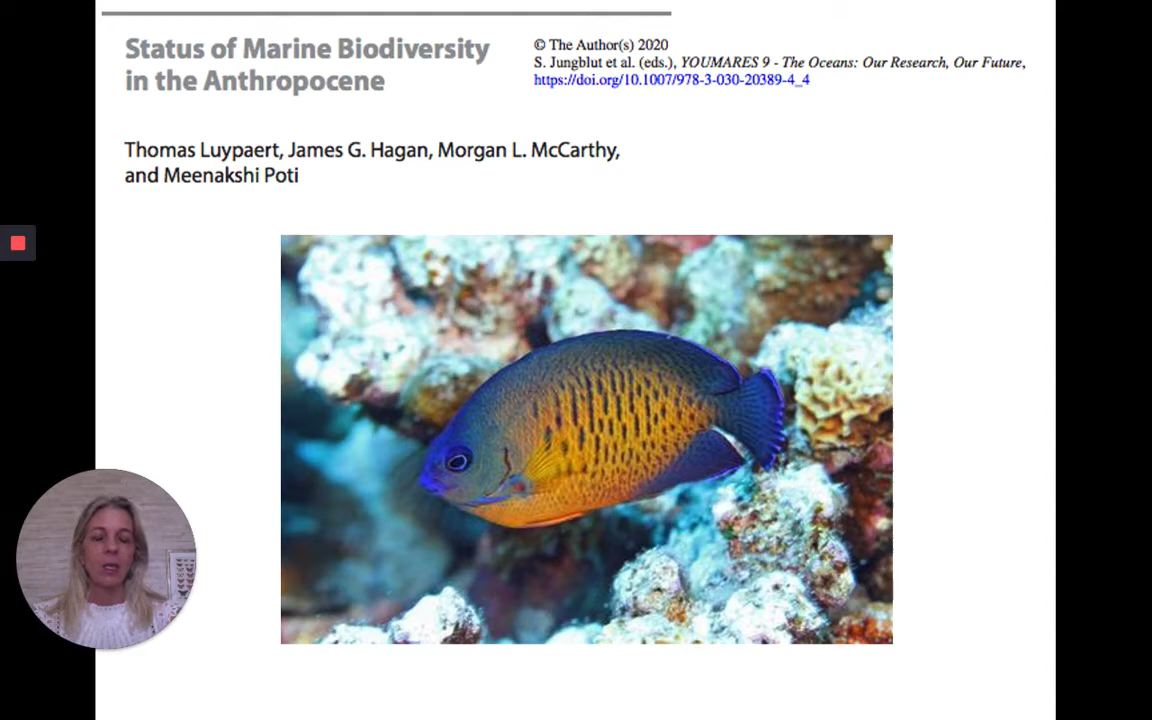 Status of Marine Biodiversity
in the Anthropocene
© The Author(s) 2020
S. Jungblut et al. (eds.), YOUMARES 9 - The Oceans: Our Research, Our Future,
https://doi.org/10.1007/978-3-030-20389-4_4
Thomas Luypaert, James G. Hagan, Morgan L. McCarthy,
and Meenakshi Poti